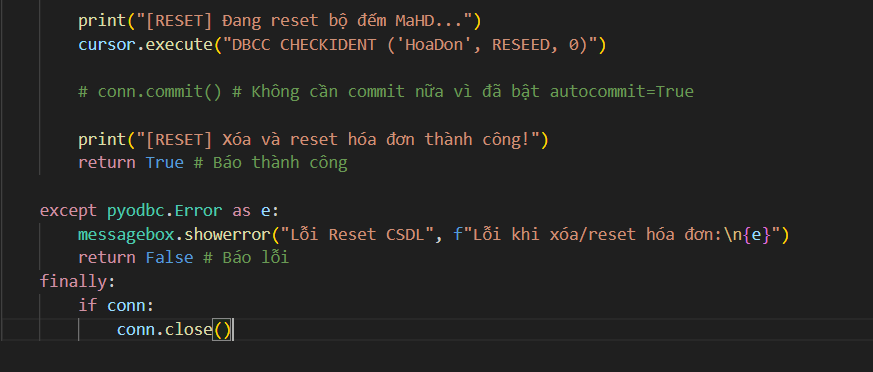 print("[RESET] Đang reset bộ đếm MaHD...")
cursor.execute("DBCC CHECKIDENT ('HoaDon', RESEED, 0)")
# conn.commit() # Không cần commit nữa vì đã bật autocommit=True
print("[RESET] Xóa và reset hóa đơn thành công!")
return True # Báo thành công
except pyodbc.Error as e:
messagebox.showerror("Lỗi Reset CSDL", f"Lỗi khi xóa/reset hóa đơn:\n{e}")
return False # Báo lỗi
finally:
if conn:
conn.close()